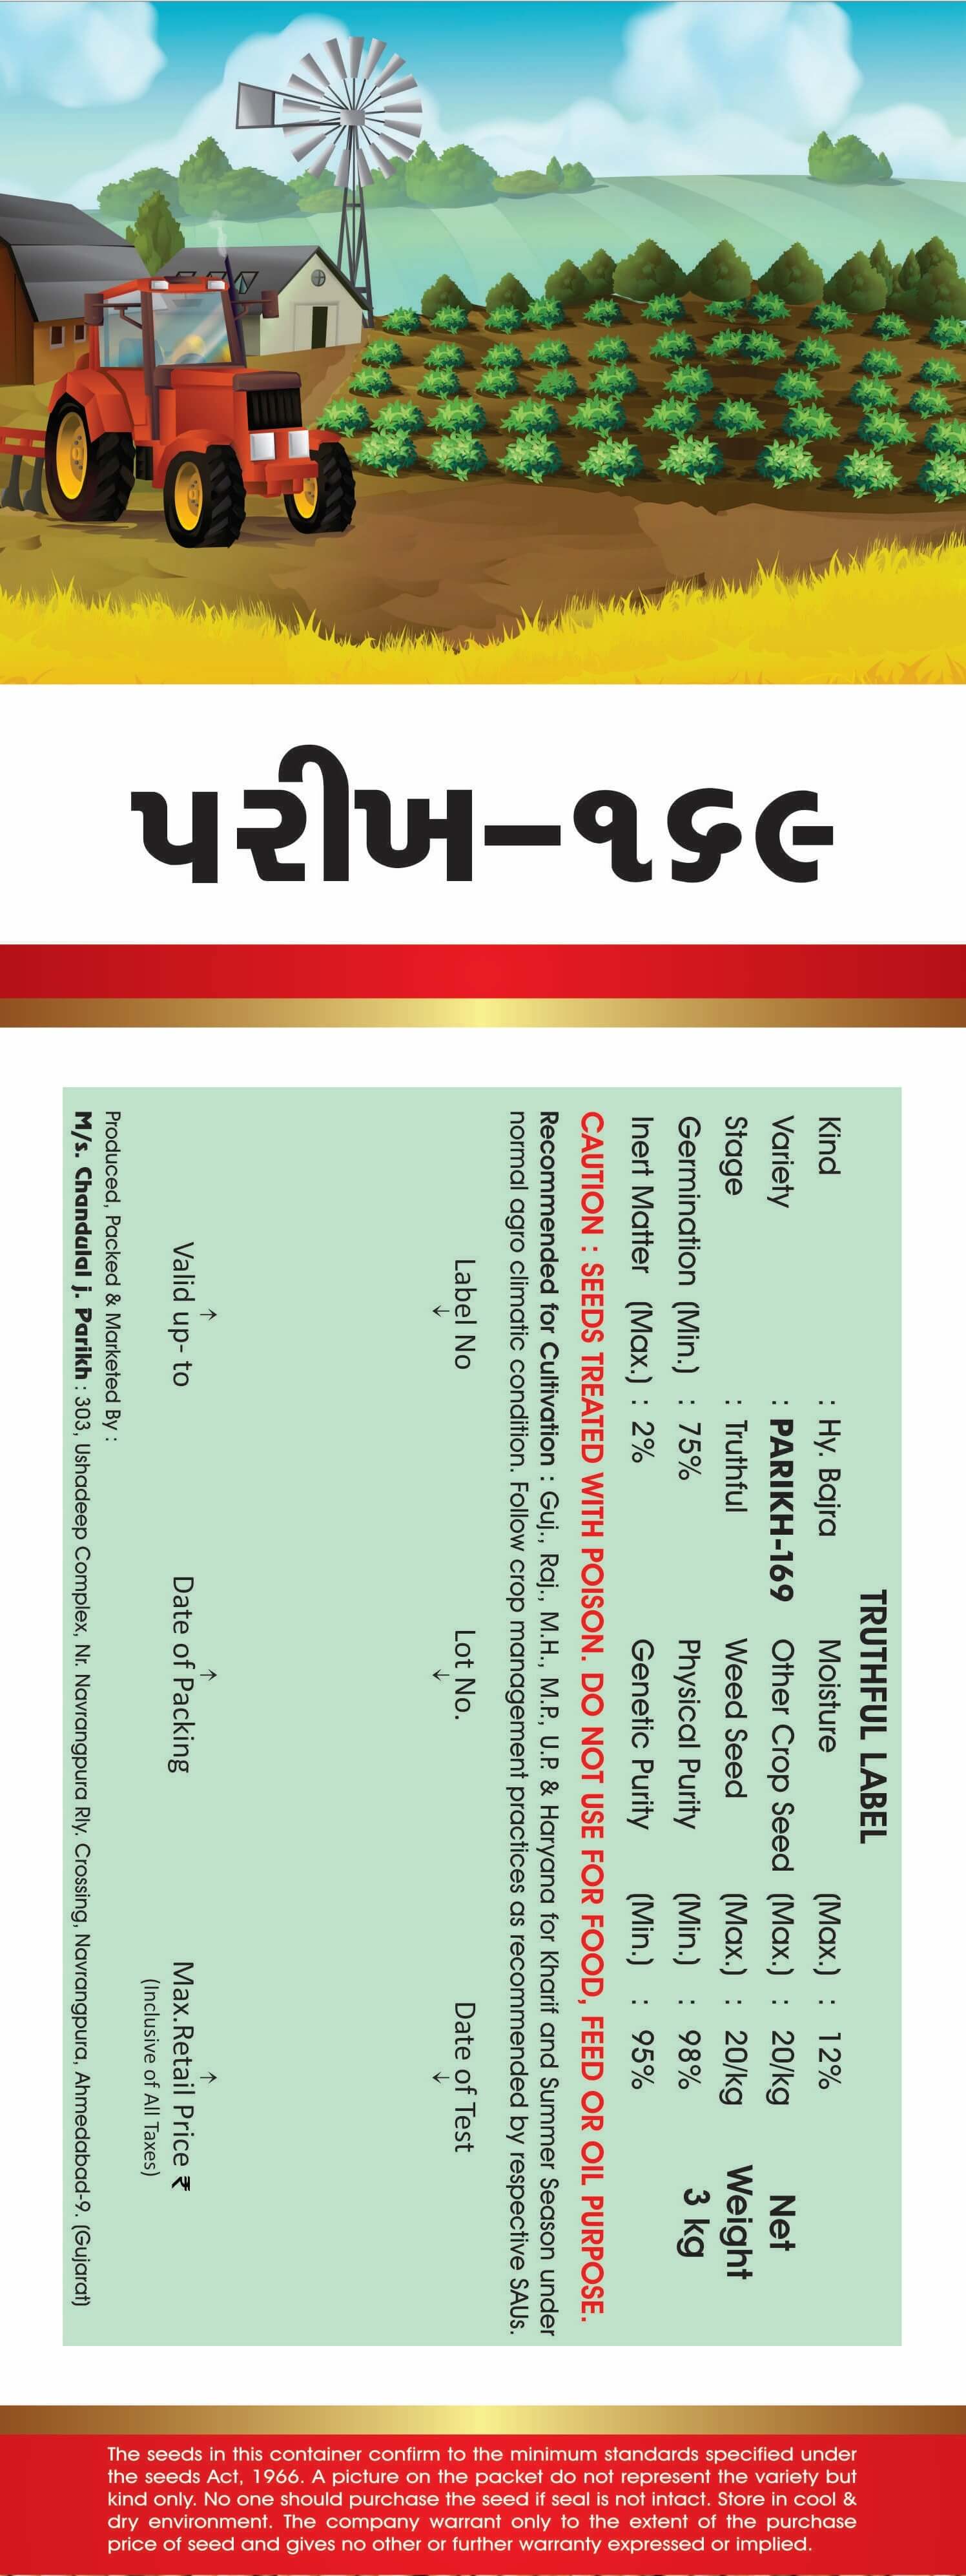 પરીખ–૧૬૯
TRUTHFUL LABEL
Kind : Hy. Bajra Moisture (Max.) : 12%
Variety : PARIKH-169 Other Crop Seed (Max.) : 20/kg Net
Stage : Truthful Weed Seed (Max.) : 20/kg Weight
Germination (Min.) : 75% Physical Purity (Min.) : 98% 3 kg
Inert Matter (Max.) : 2% Genetic Purity (Min.) : 95%
CAUTION : SEEDS TREATED WITH POISON. DO NOT USE FOR FOOD, FEED OR OIL PURPOSE.
Recommended for Cultivation : Guj., Raj., M.H., M.P., U.P. & Haryana for Kharif and Summer Season under
normal agro climatic condition. Follow crop management practices as recommended by respective SAUs.
Label No Lot No. Date of Test
↓ ↓ ↓
↑ ↑ ↑
Valid up- to Date of Packing Max.Retail Price ₹
(Inclusive of All Taxes)
Produced, Packed & Marketed By :
M/s. Chandulal j. Parikh : 303, Ushadeep Complex, Nr. Navrangpura Rly. Crossing, Navrangpura, Ahmedabad-9. (Gujarat)
The seeds in this container confirm to the minimum standards specified under
the seeds Act, 1966. A picture on the packet do not represent the variety but
kind only. No one should purchase the seed if seal is not intact. Store in cool &
dry environment. The company warrant only to the extent of the purchase
price of seed and gives no other or further warranty expressed or implied.